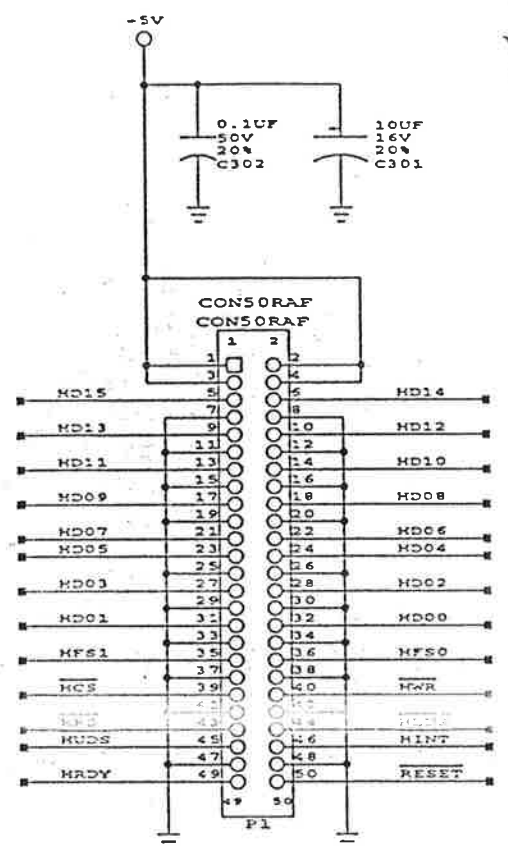 -5V
0.1UF
50V
20%
C302
10UF
16V
20%
C301
CON50RAF
CON50RAF
1 2
1 2
3 4
HD15 5 6 HD14
7 8
HD13 9 10 HD12
11 12
HD11 13 14 HD10
15 16
HD09 17 18 HD08
19 20
HD07 21 22 HD06
HD05 23 24 HD04
25 26
HD03 27 28 HD02
29 30
HD01 31 32 HD00
33 34
HFS1 35 36 HFS0
37 38
HCS 39 40 HWR
41
43 44
HUDS 45 46 HINT
47 48
HRDY 49 50 RESET
49 50
P1